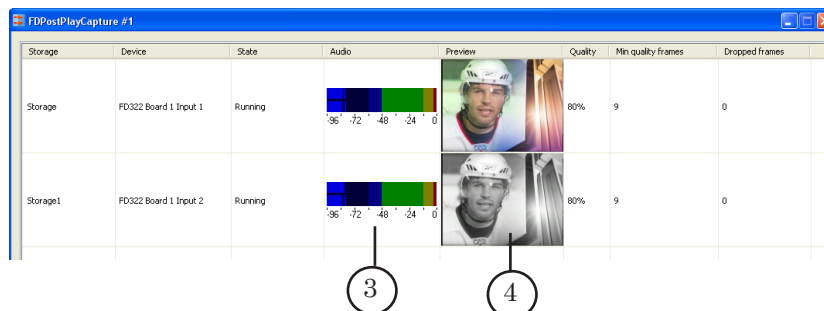 FDPostPlayCapture #1
Storage Device State Audio Preview Quality Min quality frames Dropped frames
Storage FD322 Board 1 Input 1 Running 80% 9 0
-96 -72 -48 -24 0
Storage1 FD322 Board 1 Input 2 Running 80% 9 0
-96 -72 -48 -24 0
3 4